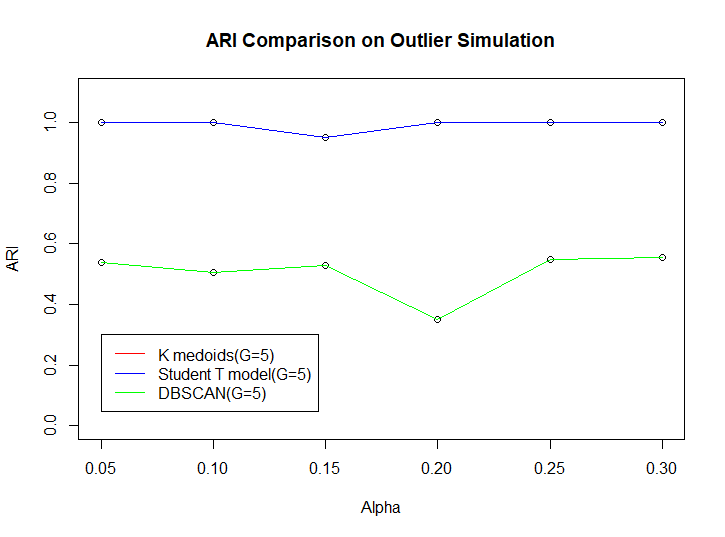 ARI Comparison on Outlier Simulation
ARI
1.0
0.8
0.6
0.4
0.2
0.0
K medoids(G=5)
Student T model(G=5)
DBSCAN(G=5)
0.05 0.10 0.15 0.20 0.25 0.30
Alpha